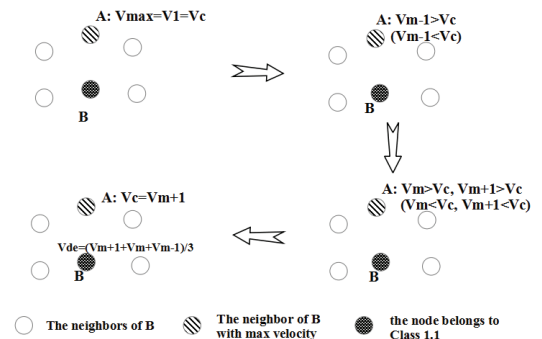 A: Vmax=V1=Vc
B
A: Vm-1>Vc
(Vm-1<Vc)
B
A: Vm>Vc, Vm+1>Vc
(Vm<Vc, Vm+1<Vc)
B
A: Vc=Vm+1
Vde=(Vm+1+Vm+Vm-1)/3
B
The neighbors of B
The neighbor of B
with max velocity
the node belongs to
Class 1.1